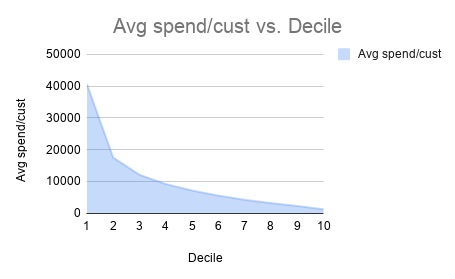 Avg spend/cust vs. Decile
Avg spend/cust
50000
40000
30000
20000
10000
0
Avg spend/cust
1 2 3 4 5 6 7 8 9 10
Decile